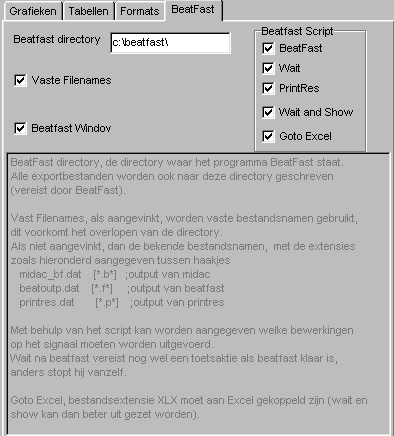 Grafieken Tabellen Formats BeatFast
Beatfast directory c:\beatfast\
Vaste Filenames
Beatfast Windov
Beatfast Script
BeatFast
Wait
PrintRes
Wait and Show
Goto Excel
BeatFast directory, de directory waar het programma BeatFast staat.
Alle exportbestanden worden ook naar deze directory geschreven
(vereist door BeatFast).
Vast Filenames, als aangevinkt, worden vaste bestandsnamen gebruikt,
dit voorkomt het overlopen van de directory.
Als niet aangevinkt, dan de bekende bestandsnamen, met de extensies
zoals hieronder aangegeven tussen haakjes
midac_bf.dat [*.b*] ;output van midac
beatoutp.dat [*.f*] ;output van beatfast
printres.dat [*.p*] ;output van printres
Met behulp van het script kan worden aangegeven welke bewerkingen
op het signaal moeten worden uitgevoerd.
Wait na beatfast vereist nog wel een toetsaktie als beatfast klaar is,
anders stopt hij vanzelf.
Goto Excel, bestandsextensie XLX moet aan Excel gekoppeld zijn (wait en
show kan dan beter uit gezet worden).